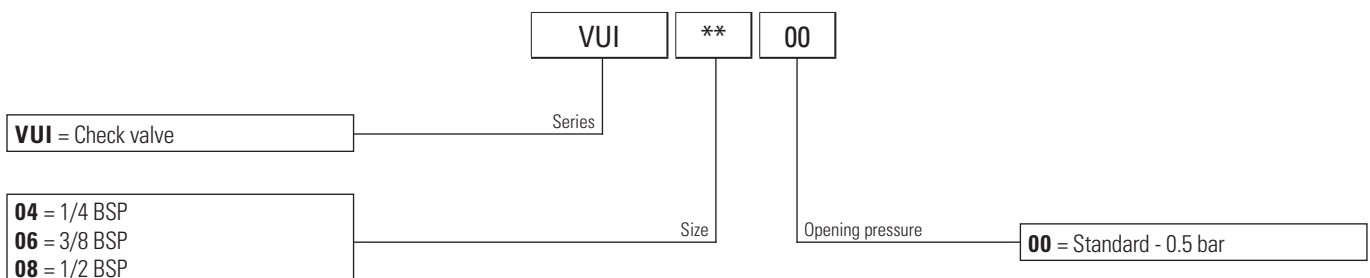 VUI ** 00
Series
VUI = Check valve
04 = 1/4 BSP
06 = 3/8 BSP
08 = 1/2 BSP
Size
Opening pressure
00 = Standard - 0.5 bar